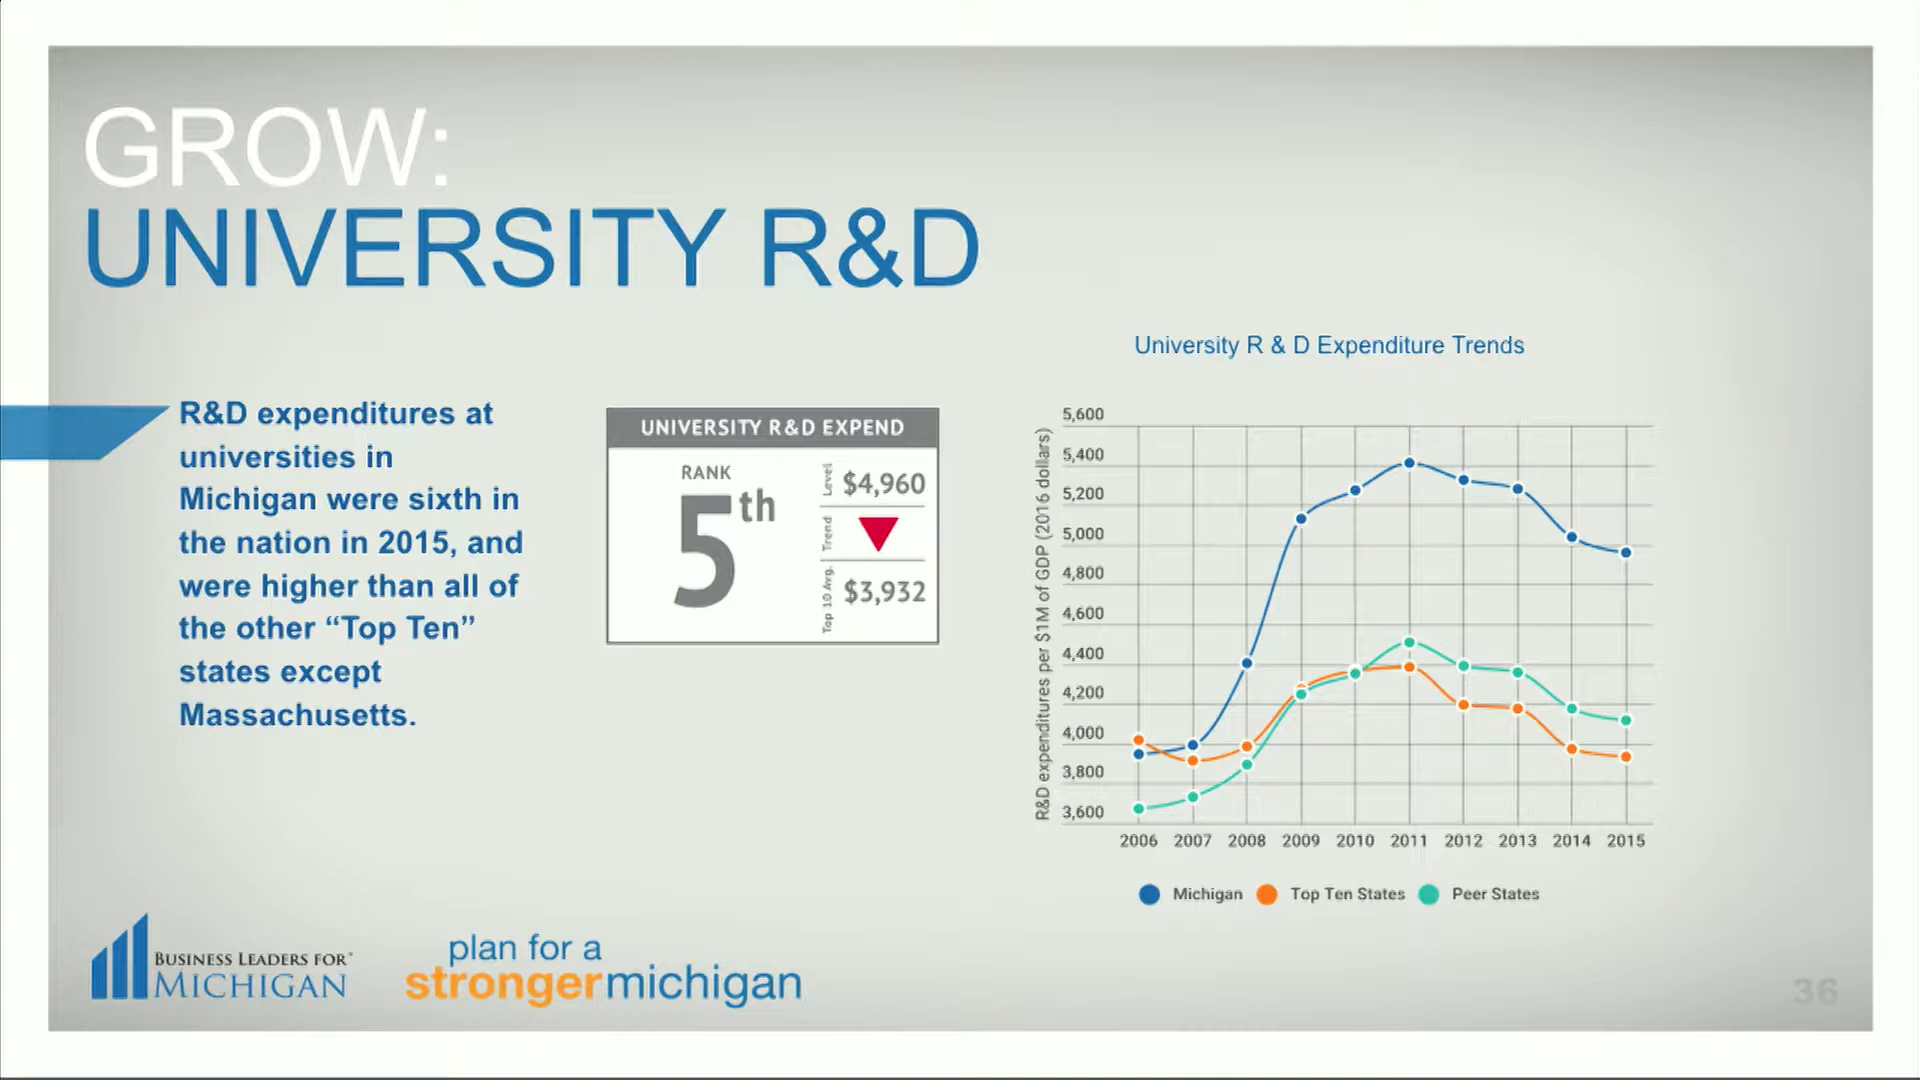 GROW:
UNIVERSITY R&D
R&D expenditures at
universities in
Michigan were sixth in
the nation in 2015, and
were higher than all of
the other “Top Ten”
states except
Massachusetts.
UNIVERSITY R&D EXPEND
RANK
5th
Level
$4,960
Trend
Top 10 Avg.
$3,932
University R & D Expenditure Trends
R&D expenditures per $1M of GDP (2016 dollars)
5,600
5,400
5,200
5,000
4,800
4,600
4,400
4,200
4,000
3,800
3,600
2006 2007 2008 2009 2010 2011 2012 2013 2014 2015
Michigan Top Ten States Peer States
BUSINESS LEADERS FOR
MICHIGAN
plan for a
strongermichigan
36